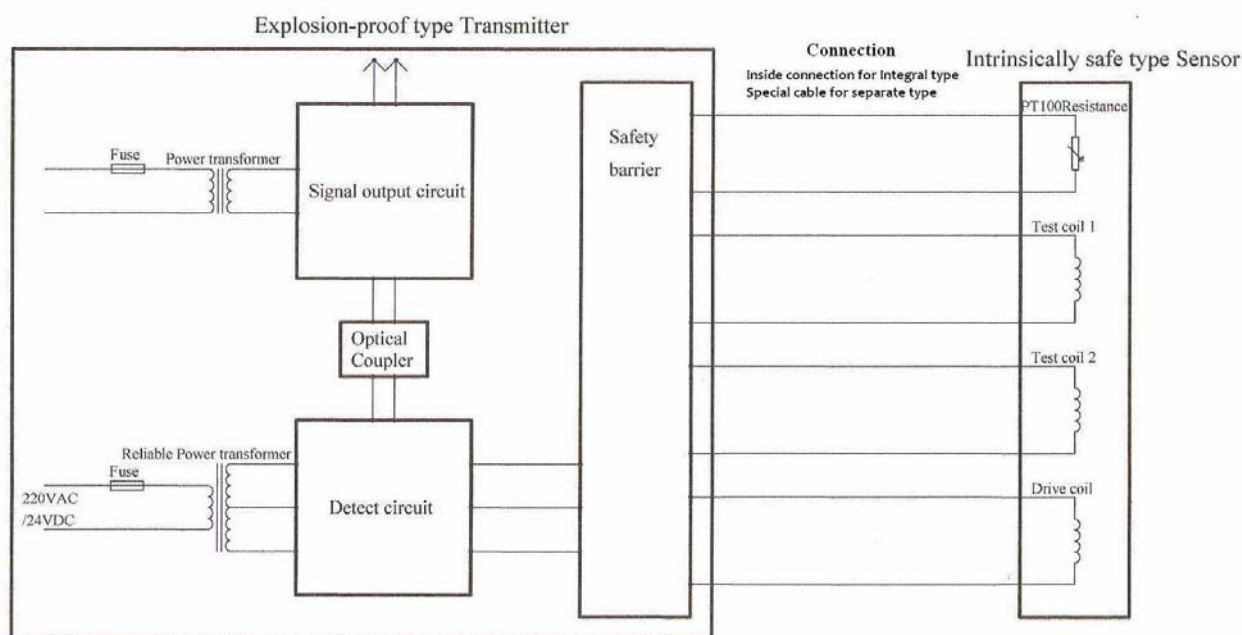 Explosion-proof type Transmitter
Connection
Inside connection for Integral type
Special cable for separate type
Intrinsically safe type Sensor
PT100Resistance
Safety
barrier
Fuse
Power transformer
Signal output circuit
Test coil 1
Optical
Coupler
Test coil 2
Reliable Power transformer
Fuse
220VAC
/24VDC
Detect circuit
Drive coil